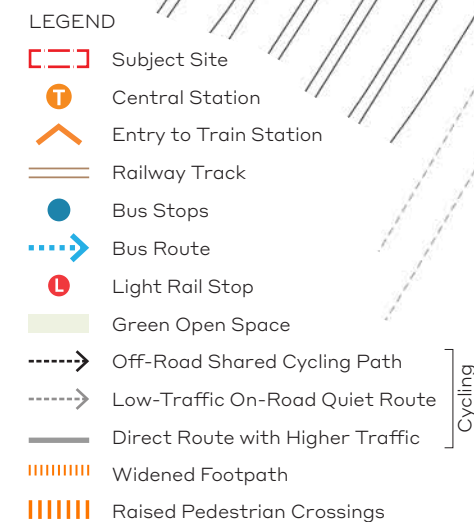 LEGEND
Subject Site
T Central Station
Entry to Train Station
Railway Track
Bus Stops
Bus Route
L Light Rail Stop
Green Open Space
Off-Road Shared Cycling Path
Low-Traffic On-Road Quiet Route
Direct Route with Higher Traffic
Cycling
Widened Footpath
Raised Pedestrian Crossings